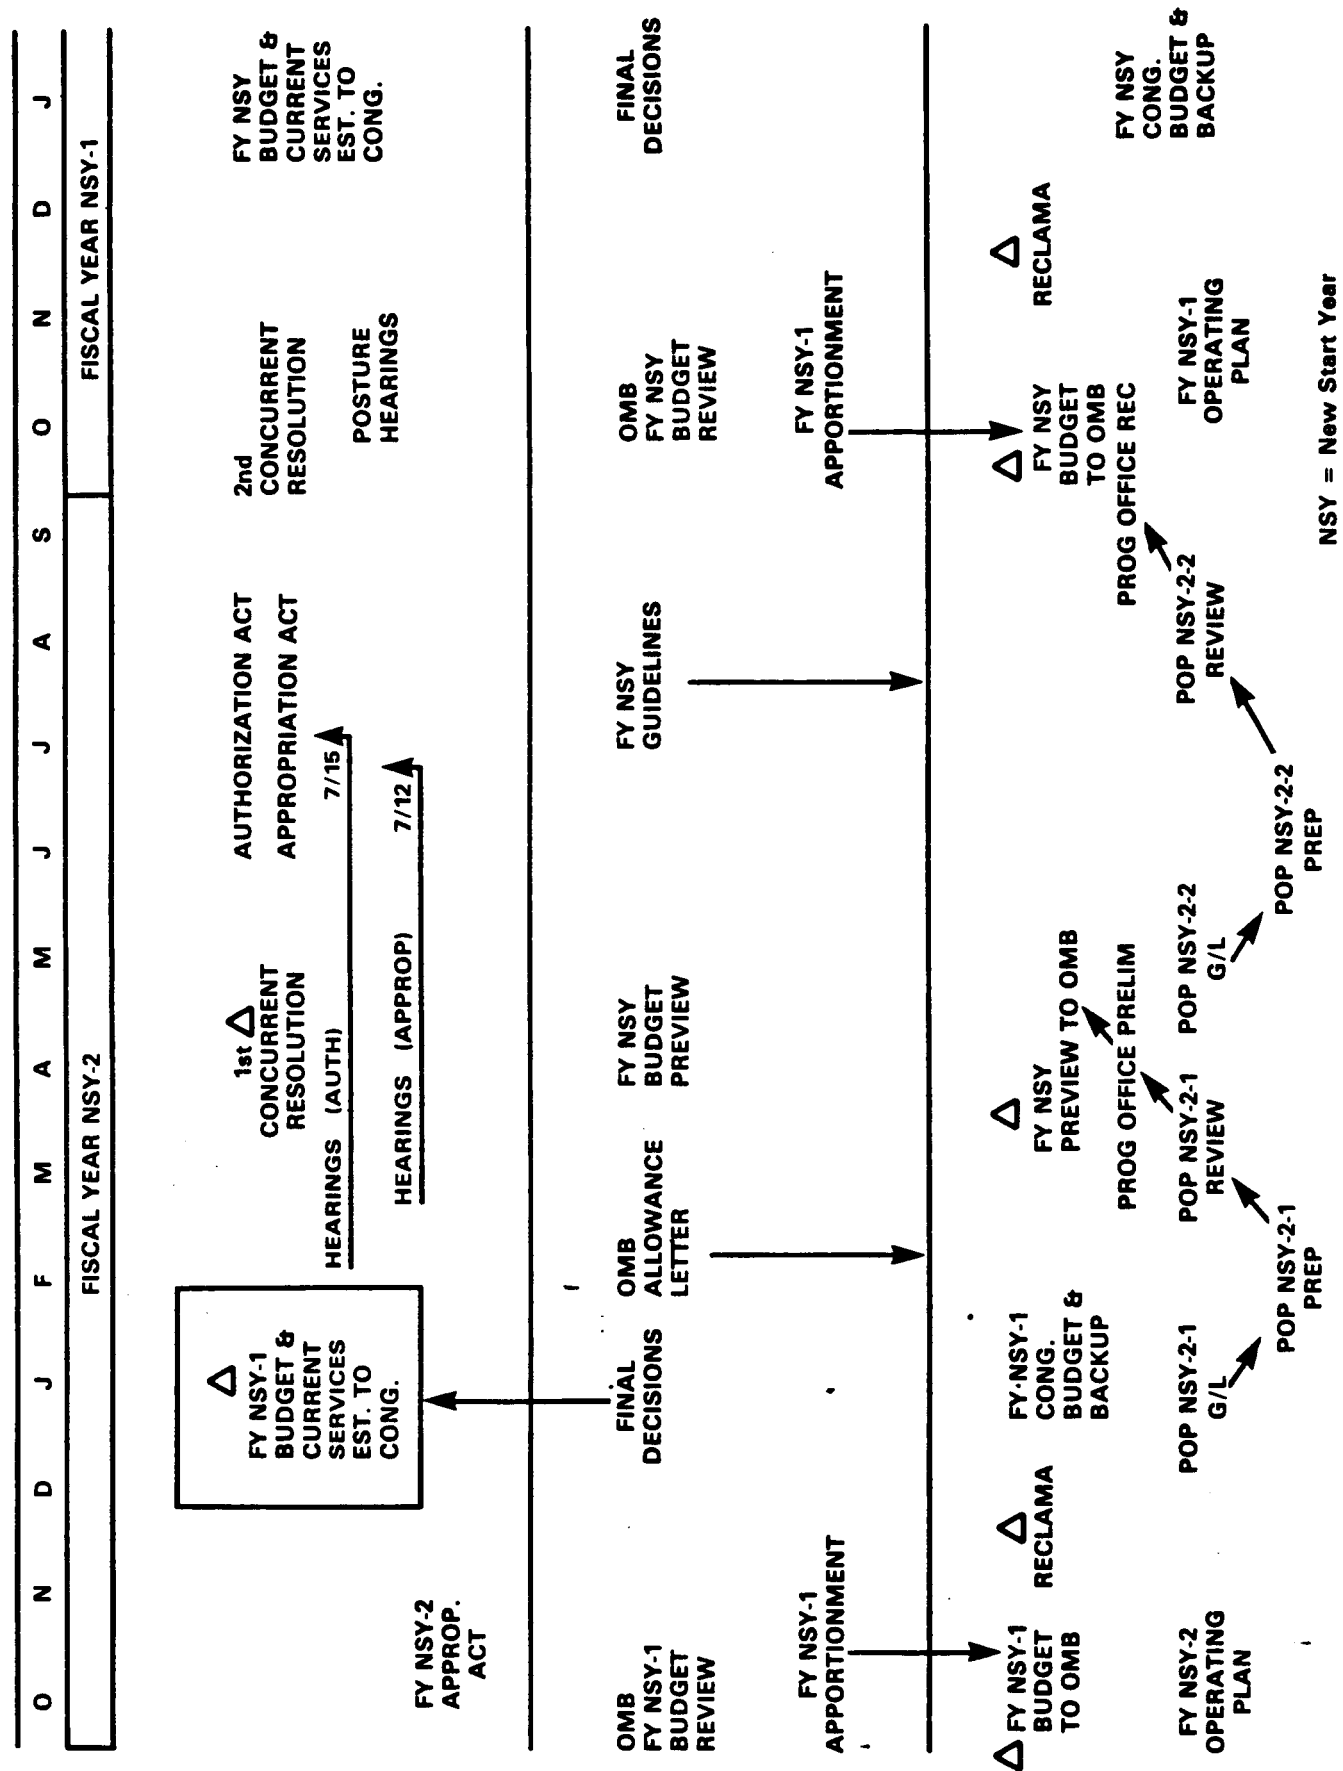 O N D J F M A M J J A S O N D J
FISCAL YEAR NSY-2
FISCAL YEAR NSY-1
FY NSY-2
APPROP.
ACT
FY NSY-1
BUDGET &
CURRENT
SERVICES
EST. TO
CONG.
1st
CONCURRENT
RESOLUTION
HEARINGS (AUTH)
7/15
HEARINGS (APPROP)
7/12
AUTHORIZATION ACT
APPROPRIATION ACT
2nd
CONCURRENT
RESOLUTION
POSTURE
HEARINGS
FY NSY
BUDGET &
CURRENT
SERVICES
EST. TO
CONG.
OMB
FY NSY-1
BUDGET
REVIEW
FY NSY-1
APPORTIONMENT
FINAL
DECISIONS
OMB
ALLOWANCE
LETTER
FY NSY
BUDGET
PREVIEW
FY NSY
GUIDELINES
OMB
FY NSY
BUDGET
REVIEW
FY NSY-1
APPORTIONMENT
FINAL
DECISIONS
FY NSY-1
BUDGET
TO OMB
RECLAMA
FY NSY-2
OPERATING
PLAN
FY·NSY-1
CONG.
BUDGET &
BACKUP
POP NSY-2-1
G/L
POP NSY-2-1
PREP
POP NSY-2-1
REVIEW
PROG OFFICE PRELIM
FY NSY
PREVIEW TO OMB
POP NSY-2-2
G/L
POP NSY-2-2
PREP
POP NSY-2-2
REVIEW
PROG OFFICE REC
FY NSY
BUDGET
TO OMB
RECLAMA
FY NSY-1
OPERATING
PLAN
FY NSY
CONG.
BUDGET &
BACKUP
NSY = New Start Year